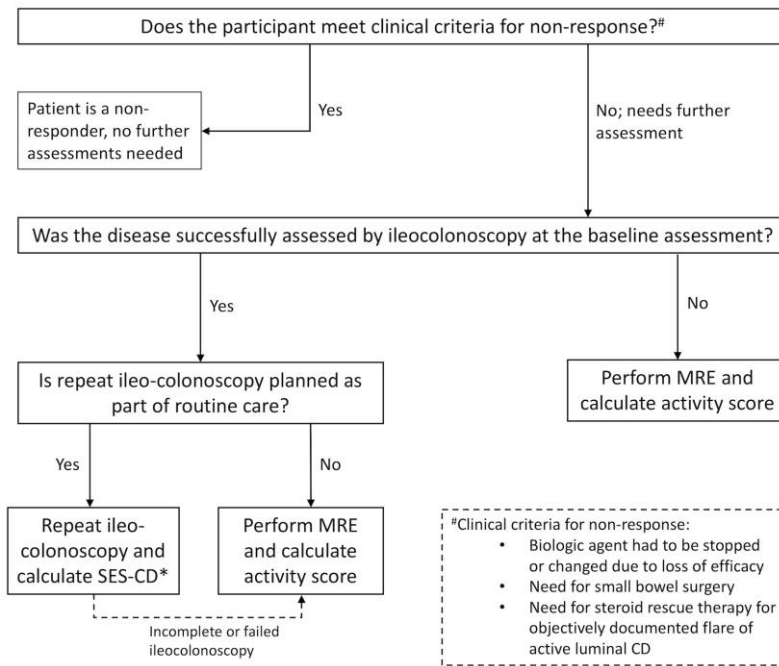 Does the participant meet clinical criteria for non-response?#
Patient is a non-
responder, no further
assessments needed
Yes
No; needs further
assessment
Was the disease successfully assessed by ileocolonoscopy at the baseline assessment?
Yes
No
Is repeat ileo-colonoscopy planned as
part of routine care?
Perform MRE and
calculate activity score
Yes
No
Repeat ileo-
colonoscopy and
calculate SES-CD*
Perform MRE
and calculate
activity score
Incomplete or failed
ileocolonoscopy
#Clinical criteria for non-response:
• Biologic agent had to be stopped
or changed due to loss of efficacy
• Need for small bowel surgery
• Need for steroid rescue therapy for
objectively documented flare of
active luminal CD